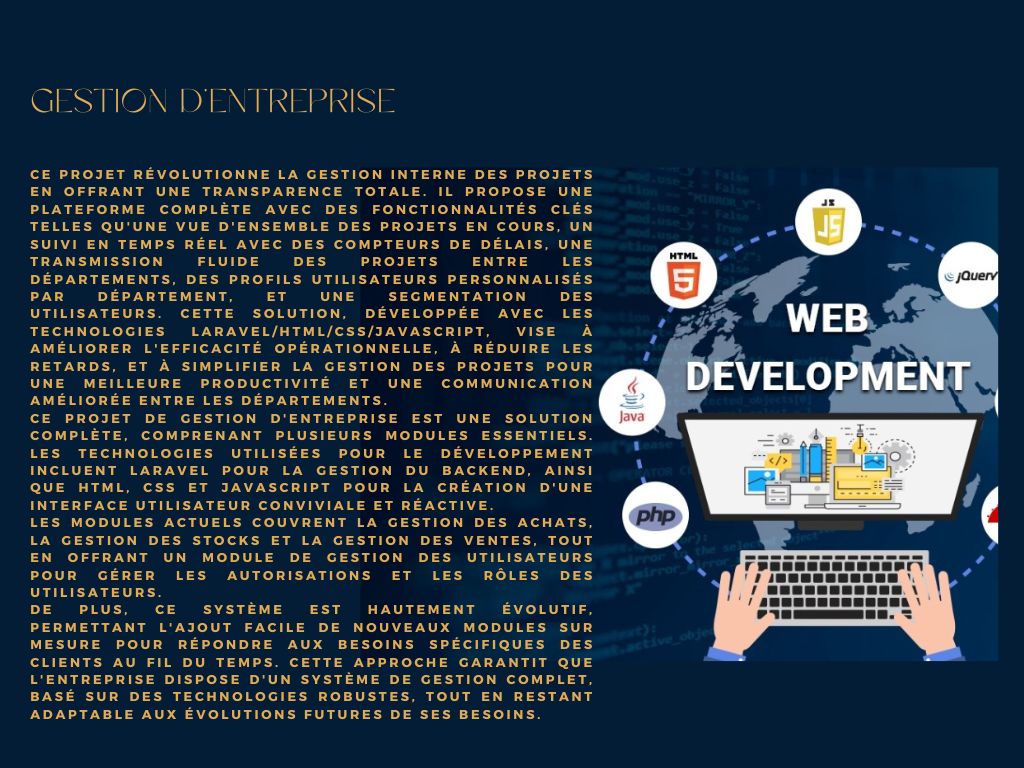 GESTION D'ENTREPRISE
CE PROJET RÉVOLUTIONNE LA GESTION INTERNE DES PROJETS
EN OFFRANT UNE TRANSPARENCE TOTALE. IL PROPOSE UNE
PLATEFORME COMPLÈTE AVEC DES FONCTIONNALITÉS CLÉS
TELLES QU'UNE VUE D'ENSEMBLE DES PROJETS EN COURS, UN
SUIVI EN TEMPS RÉEL AVEC DES COMPTEURS DE DÉLAIS, UNE
TRANSMISSION FLUIDE DES PROJETS ENTRE LES
DÉPARTEMENTS, DES PROFILS UTILISATEURS PERSONNALISÉS
PAR DÉPARTEMENT, ET UNE SEGMENTATION DES
UTILISATEURS. CETTE SOLUTION, DÉVELOPPÉE AVEC LES
TECHNOLOGIES LARAVEL/HTML/CSS/JAVASCRIPT, VISE À
AMÉLIORER L'EFFICACITÉ OPÉRATIONNELLE, À RÉDUIRE LES
RETARDS, ET À SIMPLIFIER LA GESTION DES PROJETS POUR
UNE MEILLEURE PRODUCTIVITÉ ET UNE COMMUNICATION
AMÉLIORÉE ENTRE LES DÉPARTEMENTS.
CE PROJET DE GESTION D'ENTREPRISE EST UNE SOLUTION
COMPLÈTE, COMPRENANT PLUSIEURS MODULES ESSENTIELS.
LES TECHNOLOGIES UTILISÉES POUR LE DÉVELOPPEMENT
INCLUENT LARAVEL POUR LA GESTION DU BACKEND, AINSI
QUE HTML, CSS ET JAVASCRIPT POUR LA CRÉATION D'UNE
INTERFACE UTILISATEUR CONVIVIALE ET RÉACTIVE.
LES MODULES ACTUELS COUVRENT LA GESTION DES ACHATS,
LA GESTION DES STOCKS ET LA GESTION DES VENTES, TOUT
EN OFFRANT UN MODULE DE GESTION DES UTILISATEURS
POUR GÉRER LES AUTORISATIONS ET LES RÔLES DES
UTILISATEURS.
DE PLUS, CE SYSTÈME EST HAUTEMENT ÉVOLUTIF,
PERMETTANT L'AJOUT FACILE DE NOUVEAUX MODULES SUR
MESURE POUR RÉPONDRE AUX BESOINS SPÉCIFIQUES DES
CLIENTS AU FIL DU TEMPS. CETTE APPROCHE GARANTIT QUE
L'ENTREPRISE DISPOSE D'UN SYSTÈME DE GESTION COMPLET,
BASÉ SUR DES TECHNOLOGIES ROBUSTES, TOUT EN RESTANT
ADAPTABLE AUX ÉVOLUTIONS FUTURES DE SES BESOINS.
JS
HTML
5
jQuery
WEB
DEVELOPMENT
Java
php